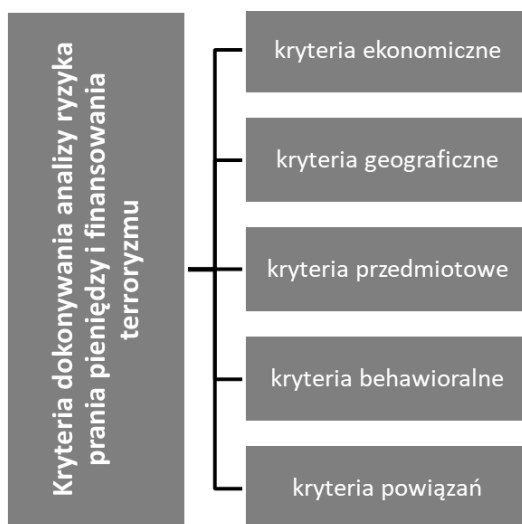 Kryteria dokonywania analizy ryzyka
prania pieniędzy i finansowania
terroryzmu
kryteria ekonomiczne
kryteria geograficzne
kryteria przedmiotowe
kryteria behawioralne
kryteria powiązań